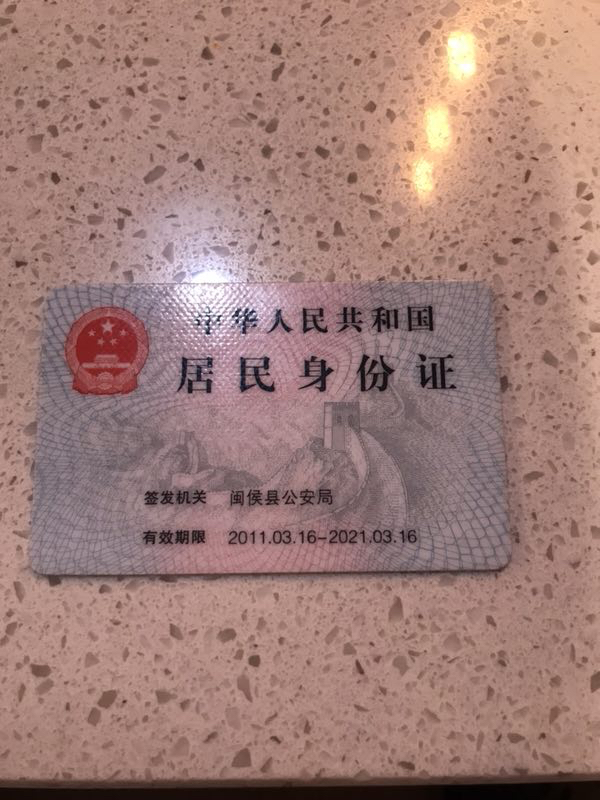 中华人民共和国
居民身份证
签发机关 闽侯县公安局
有效期限 2011.03.16-2021.03.16